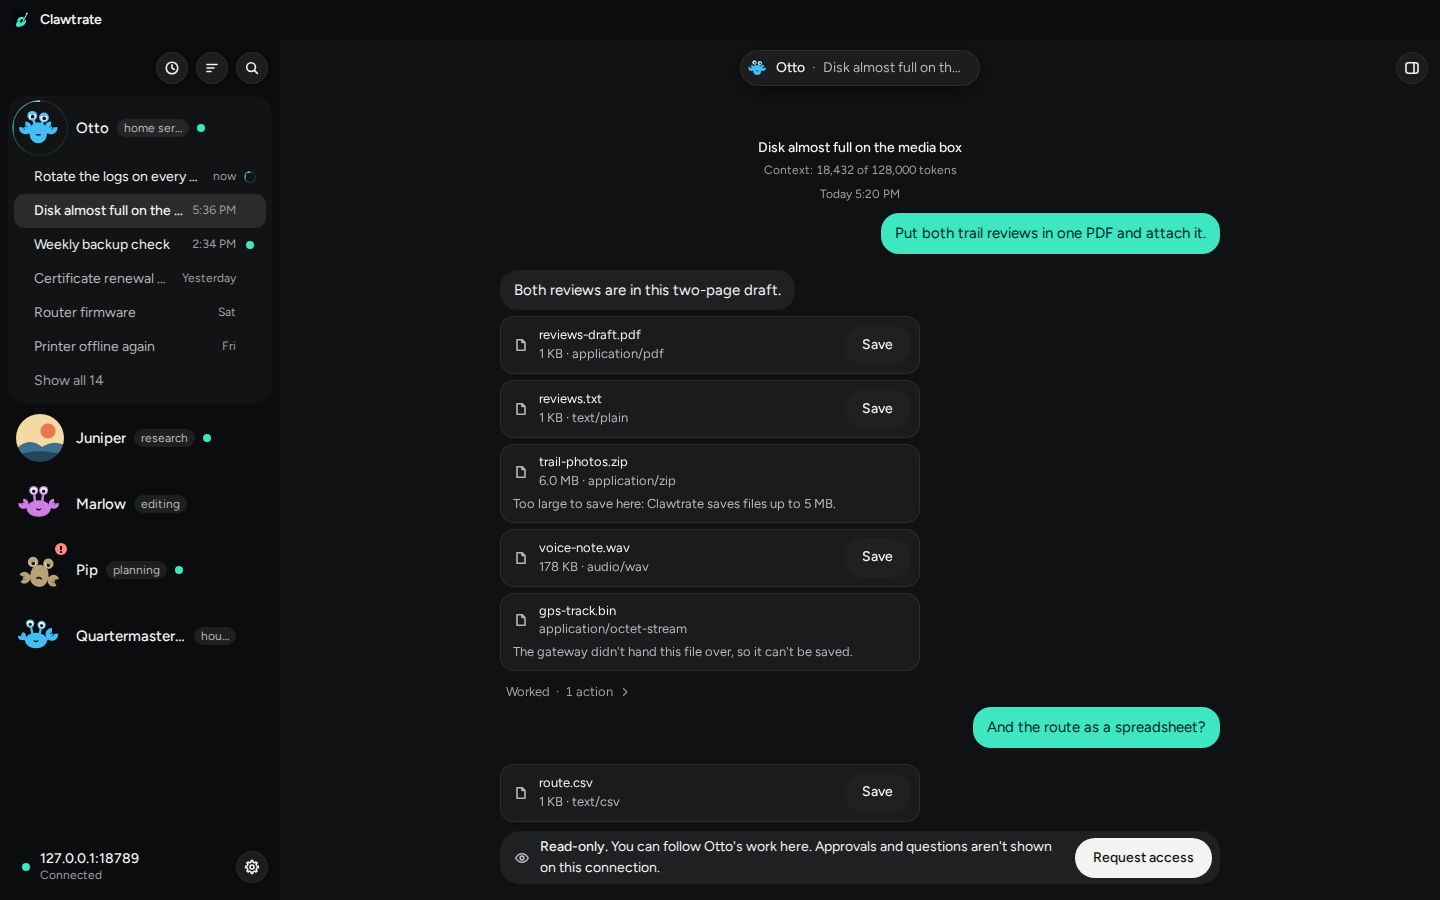 Clawtrate
Otto · Disk almost full on th...
Otto home ser...
Rotate the logs on every ... now
Disk almost full on the ... 5:36 PM
Weekly backup check 2:34 PM
Certificate renewal ... Yesterday
Router firmware Sat
Printer offline again Fri
Show all 14
Juniper research
Marlow editing
Pip planning
Quartermaster... hou...
127.0.0.1:18789
Connected
Disk almost full on the media box
Context: 18,432 of 128,000 tokens
Today 5:20 PM
Put both trail reviews in one PDF and attach it.
Both reviews are in this two-page draft.
reviews-draft.pdf
1 KB · application/pdf
Save
reviews.txt
1 KB · text/plain
Save
trail-photos.zip
6.0 MB · application/zip
Too large to save here: Clawtrate saves files up to 5 MB.
voice-note.wav
178 KB · audio/wav
Save
gps-track.bin
application/octet-stream
The gateway didn't hand this file over, so it can't be saved.
Worked · 1 action
And the route as a spreadsheet?
route.csv
1 KB · text/csv
Save
Read-only. You can follow Otto's work here. Approvals and questions aren't shown
on this connection.
Request access